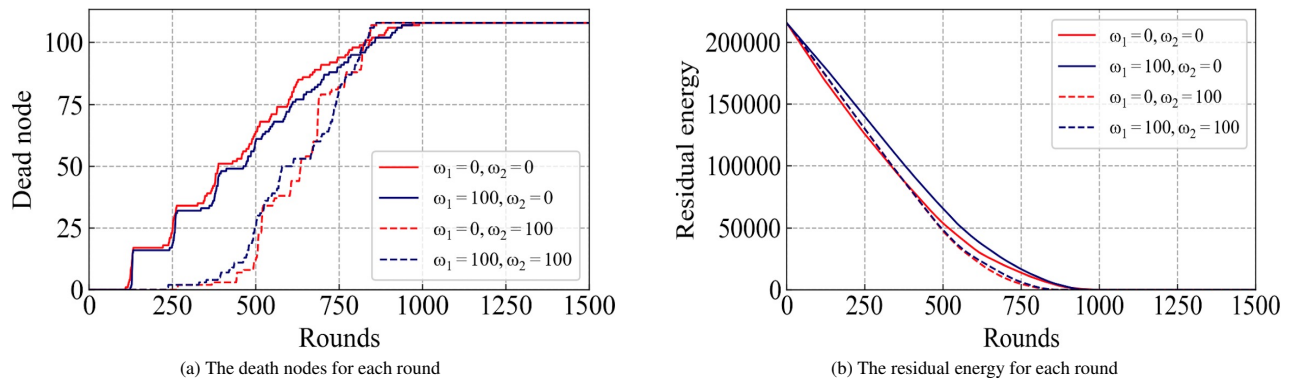 Dead node
100
75
50
25
0
0 250 500 750 1000 1250 1500
Rounds
ω₁=0, ω₂=0
ω₁=100, ω₂=0
ω₁=0, ω₂=100
ω₁=100, ω₂=100
(a) The death nodes for each round
Residual energy
200000
150000
100000
50000
0
0 250 500 750 1000 1250 1500
Rounds
ω₁=0, ω₂=0
ω₁=100, ω₂=0
ω₁=0, ω₂=100
ω₁=100, ω₂=100
(b) The residual energy for each round